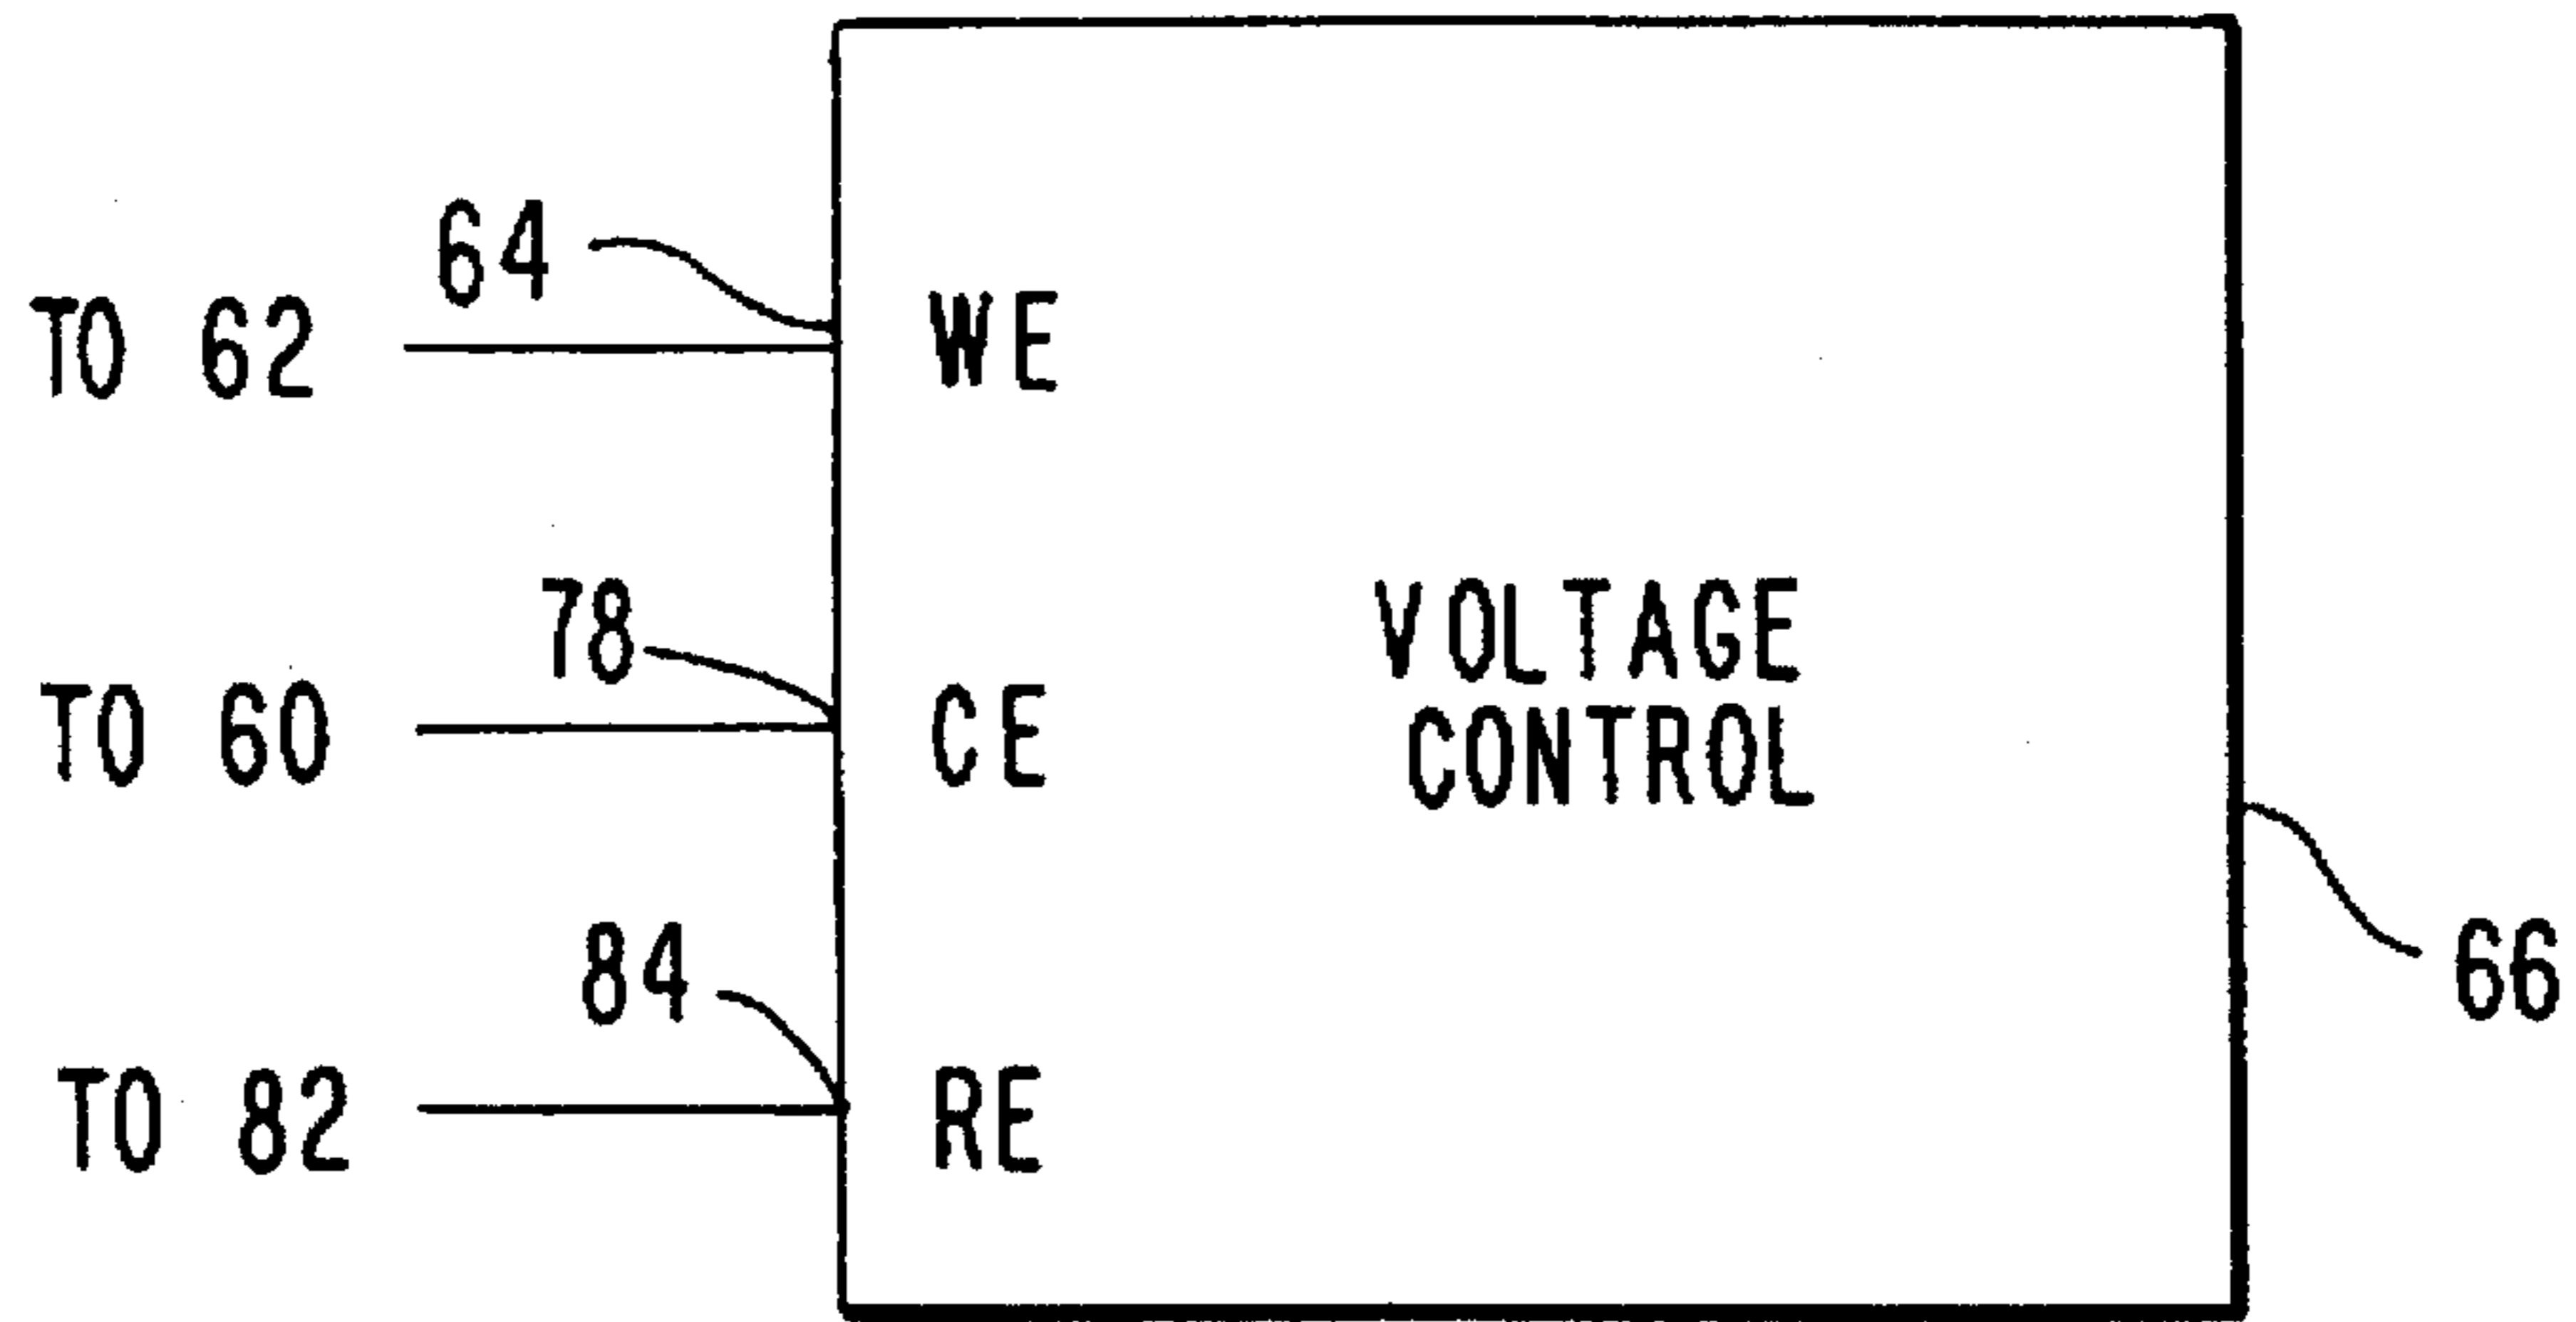 64
TO 62
WE
78
VOLTAGE
TO 60
CE
CONTROL
84
66
TO 82
RE